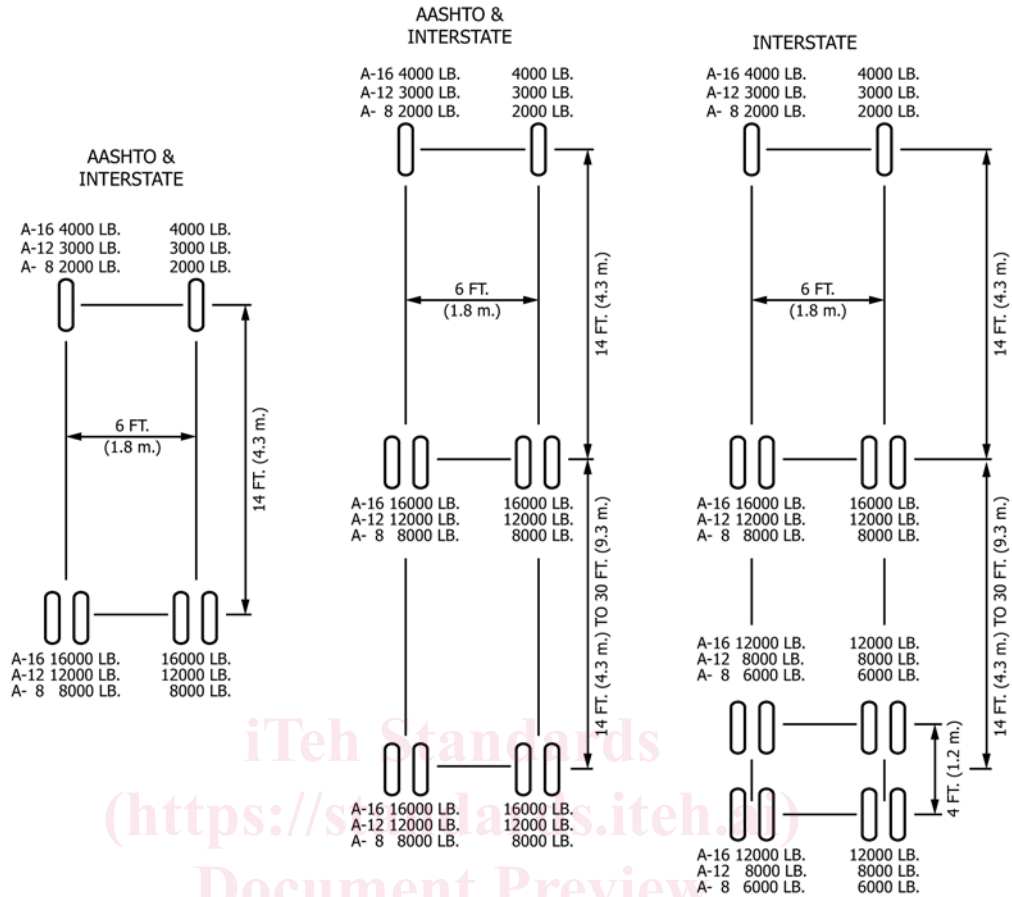 AASHTO &
INTERSTATE
A-16 4000 LB. 4000 LB.
A-12 3000 LB. 3000 LB.
A- 8 2000 LB. 2000 LB.
6 FT.
(1.8 m.)
14 FT. (4.3 m.)
A-16 16000 LB. 16000 LB.
A-12 12000 LB. 12000 LB.
A- 8 8000 LB. 8000 LB.
AASHTO &
INTERSTATE
A-16 4000 LB. 4000 LB.
A-12 3000 LB. 3000 LB.
A- 8 2000 LB. 2000 LB.
6 FT.
(1.8 m.)
14 FT. (4.3 m.)
A-16 16000 LB. 16000 LB.
A-12 12000 LB. 12000 LB.
A- 8 8000 LB. 8000 LB.
14 FT. (4.3 m.) TO 30 FT. (9.3 m.)
A-16 16000 LB. 16000 LB.
A-12 12000 LB. 12000 LB.
A- 8 8000 LB. 8000 LB.
INTERSTATE
A-16 4000 LB. 4000 LB.
A-12 3000 LB. 3000 LB.
A- 8 2000 LB. 2000 LB.
6 FT.
(1.8 m.)
14 FT. (4.3 m.)
A-16 16000 LB. 16000 LB.
A-12 12000 LB. 12000 LB.
A- 8 8000 LB. 8000 LB.
14 FT. (4.3 m.) TO 30 FT. (9.3 m.)
A-16 12000 LB. 12000 LB.
A-12 8000 LB. 8000 LB.
A- 8 6000 LB. 6000 LB.
4 FT. (1.2 m.)
A-16 12000 LB. 12000 LB.
A-12 8000 LB. 8000 LB.
A- 8 6000 LB. 6000 LB.
iTeh Standards
(https://standards.iteh.ai)
Document Preview